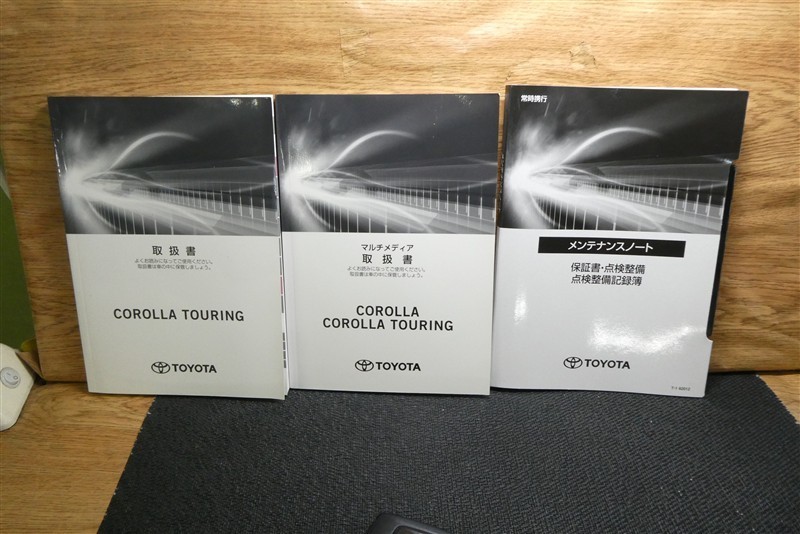 取扱書
よくお読みになってご使用ください。
取扱書は車の中に保管しましょう。
COROLLA TOURING
TOYOTA
マルチメディア
取扱書
よくお読みになってご使用ください。
取扱書は車の中に保管しましょう。
COROLLA
COROLLA TOURING
TOYOTA
常時携行
メンテナンスノート
保証書・点検整備
点検整備記録簿
TOYOTA